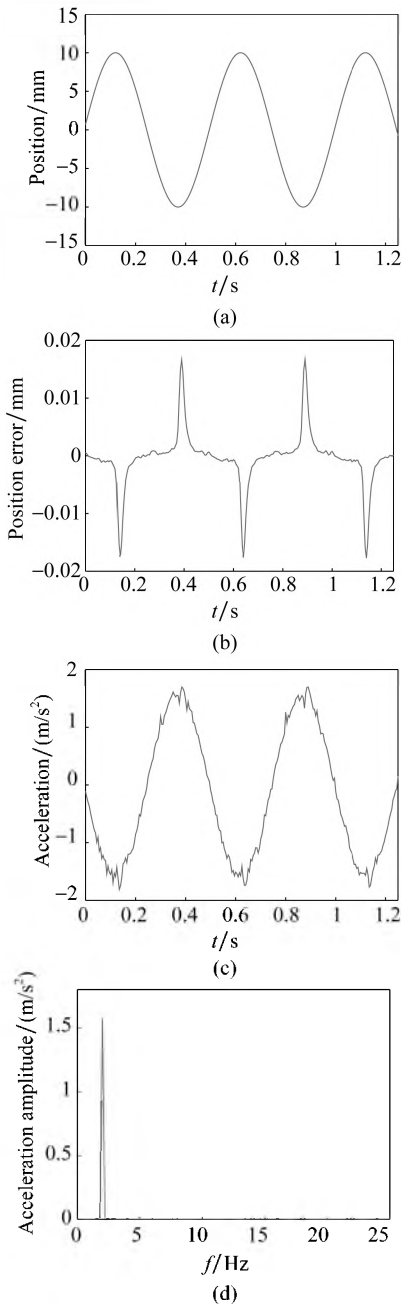 15
10
5
0
−5
−10
−15
Position/mm
0 0.2 0.4 0.6 0.8 1 1.2
t/s
(a)
0.02
0.01
0
−0.01
−0.02
Position error/mm
0 0.2 0.4 0.6 0.8 1 1.2
t/s
(b)
2
1
0
−1
−2
Acceleration/(m/s²)
0 0.2 0.4 0.6 0.8 1 1.2
t/s
(c)
1.5
1
0.5
0
Acceleration amplitude/(m/s²)
0 5 10 15 20 25
f/Hz
(d)